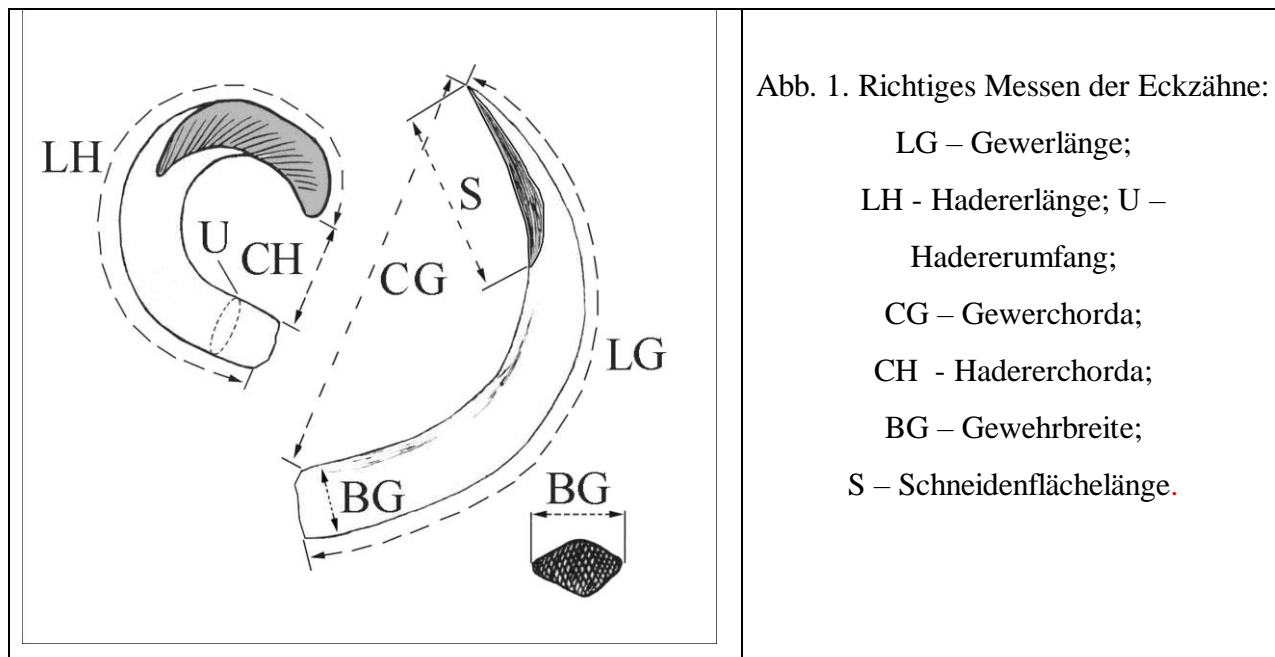 LH
U
CH
S
CG
LG
BG
BG
Abb. 1. Richtiges Messen der Eckzähne:
LG – Gewerlänge;
LH - Hadererlänge; U –
Hadererumfang;
CG – Gewerchorda;
CH - Hadererchorda;
BG – Gewehrbreite;
S – Schneidenflächelänge.